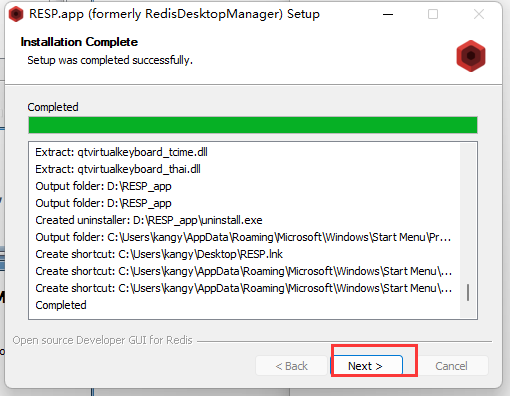 RESP.app (formerly RedisDesktopManager) Setup
Installation Complete
Setup was completed successfully.
Completed
Extract: qtvirtualkeyboard_tcime.dll
Extract: qtvirtualkeyboard_thai.dll
Output folder: D:\RESP_app
Output folder: D:\RESP_app
Created uninstaller: D:\RESP_app\uninstall.exe
Output folder: C:\Users\kangy\AppData\Roaming\Microsoft\Windows\Start Menu\Pr...
Create shortcut: C:\Users\kangy\Desktop\RESP.lnk
Create shortcut: C:\Users\kangy\AppData\Roaming\Microsoft\Windows\Start Menu\...
Create shortcut: C:\Users\kangy\AppData\Roaming\Microsoft\Windows\Start Menu\...
Completed
Open source Developer GUI for Redis
< Back Next > Cancel